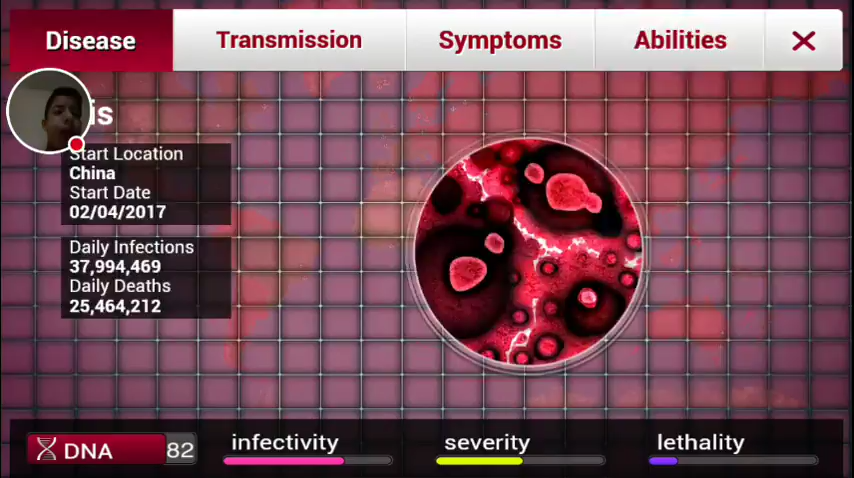 Disease
Transmission
Symptoms
Abilities
X
is
Start Location
China
Start Date
02/04/2017
Daily Infections
37,994,469
Daily Deaths
25,464,212
DNA
82
infectivity
severity
lethality